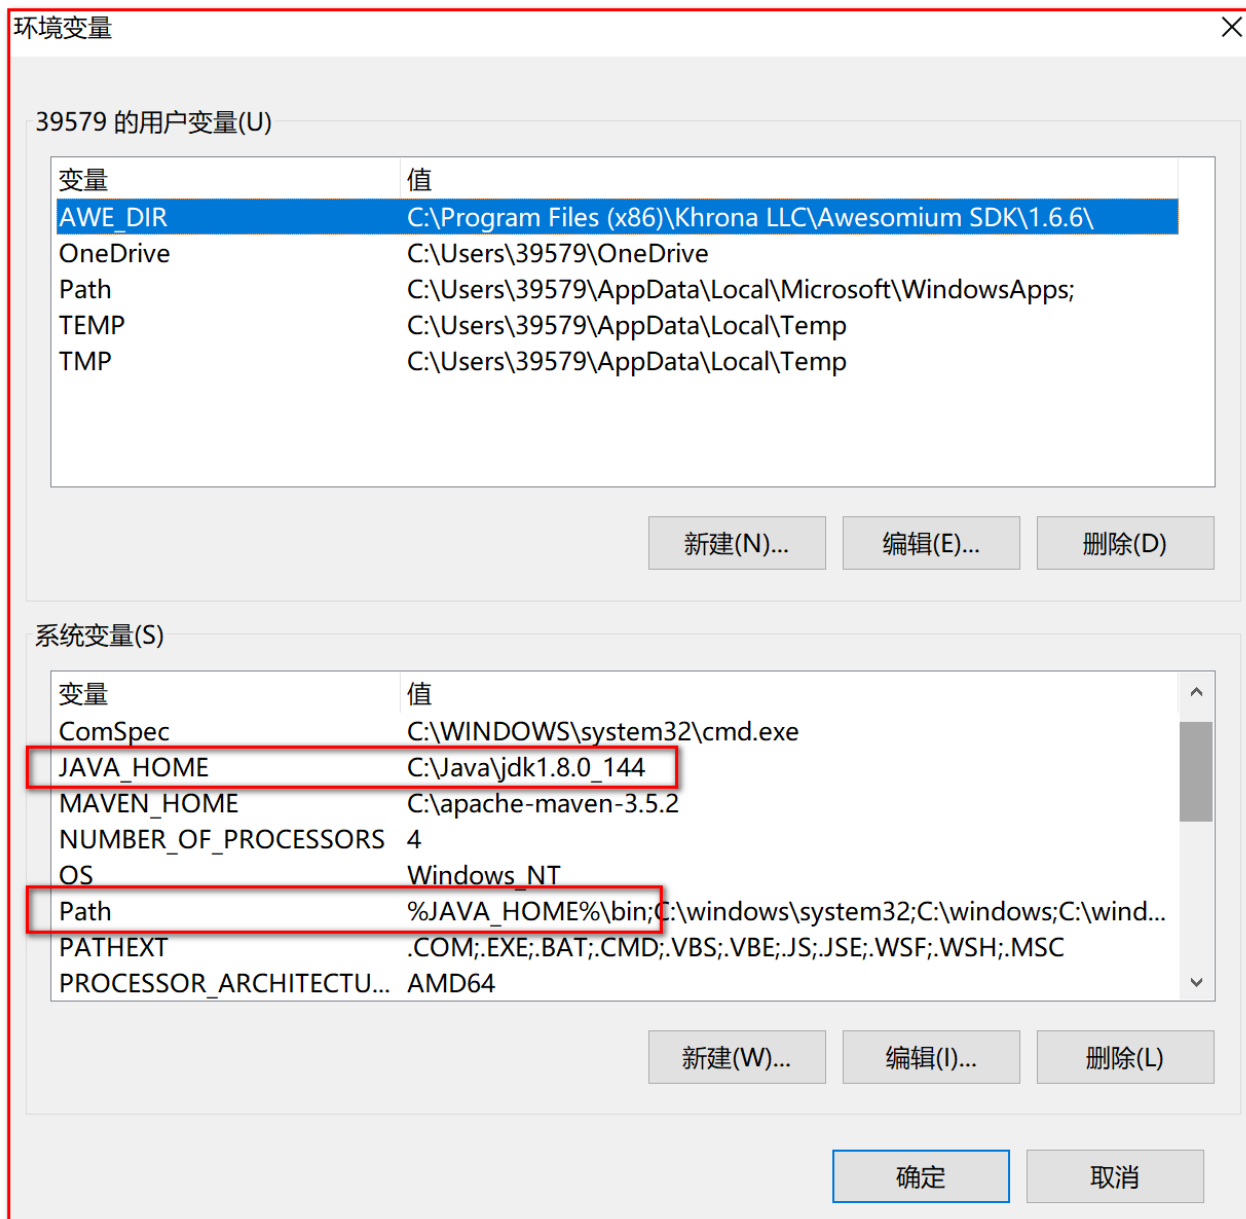 环境变量
39579 的用户变量(U)
变量 值
AWE_DIR C:\Program Files (x86)\Khrona LLC\Awesomium SDK\1.6.6\
OneDrive C:\Users\39579\OneDrive
Path C:\Users\39579\AppData\Local\Microsoft\WindowsApps;
TEMP C:\Users\39579\AppData\Local\Temp
TMP C:\Users\39579\AppData\Local\Temp
新建(N)... 编辑(E)... 删除(D)
系统变量(S)
变量 值
ComSpec C:\WINDOWS\system32\cmd.exe
JAVA_HOME C:\Java\jdk1.8.0_144
MAVEN_HOME C:\apache-maven-3.5.2
NUMBER_OF_PROCESSORS 4
OS Windows_NT
Path %JAVA_HOME%\bin;C:\windows\system32;C:\windows;C:\wind...
PATHEXT .COM;.EXE;.BAT;.CMD;.VBS;.VBE;.JS;.JSE;.WSF;.WSH;.MSC
PROCESSOR_ARCHITECTU... AMD64
新建(W)... 编辑(I)... 删除(L)
确定 取消